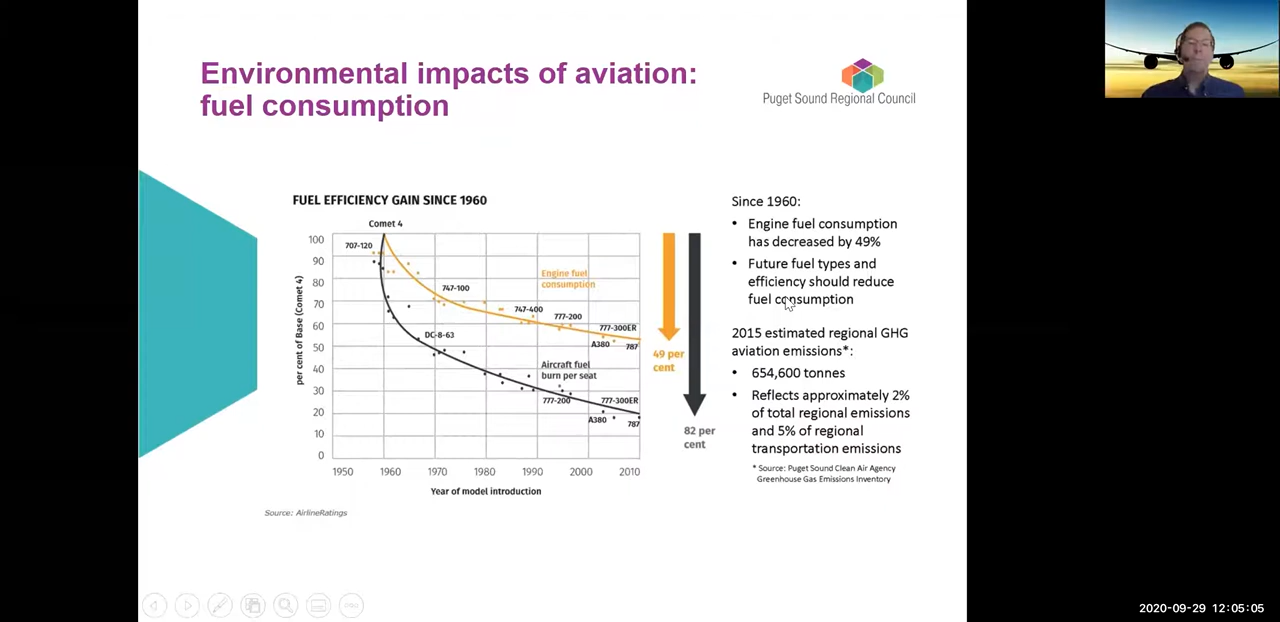 Environmental impacts of aviation:
fuel consumption
Puget Sound Regional Council
FUEL EFFICIENCY GAIN SINCE 1960
Comet 4
707-120
747-100
Engine fuel
consumption
747-400
777-200
777-300ER
A380
787
DC-8-63
Aircraft fuel
burn per seat
777-200
777-300ER
A380
787
per cent of Base (Comet 4)
100
90
80
70
60
50
40
30
20
10
0
1950
1960
1970
1980
1990
2000
2010
Year of model introduction
49 per
cent
82 per
cent
Source: AirlineRatings
Since 1960:
• Engine fuel consumption
has decreased by 49%
• Future fuel types and
efficiency should reduce
fuel consumption
2015 estimated regional GHG
aviation emissions*:
• 654,600 tonnes
• Reflects approximately 2%
of total regional emissions
and 5% of regional
transportation emissions
* Source: Puget Sound Clean Air Agency
Greenhouse Gas Emissions Inventory
2020-09-29 12:05:05